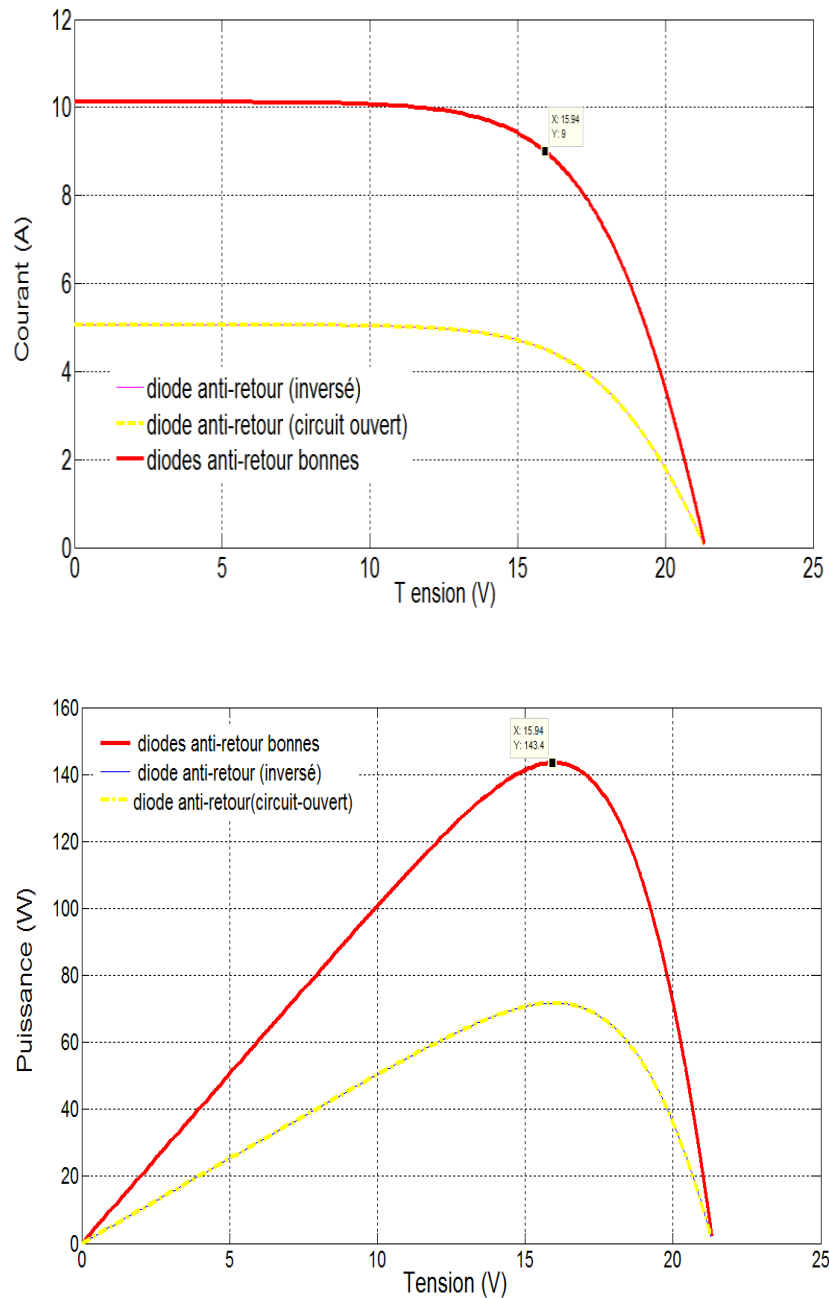 12
10
8
6
4
2
0
Courant (A)
X: 15.94
Y: 9
diode anti-retour (inversé)
diode anti-retour (circuit ouvert)
diodes anti-retour bonnes
0
5
10
15
20
25
T ension (V)
160
140
120
100
80
60
40
20
0
Puissance (W)
diodes anti-retour bonnes
diode anti-retour (inversé)
diode anti-retour(circuit-ouvert)
X: 15.94
Y: 143.4
0
5
10
15
20
25
Tension (V)